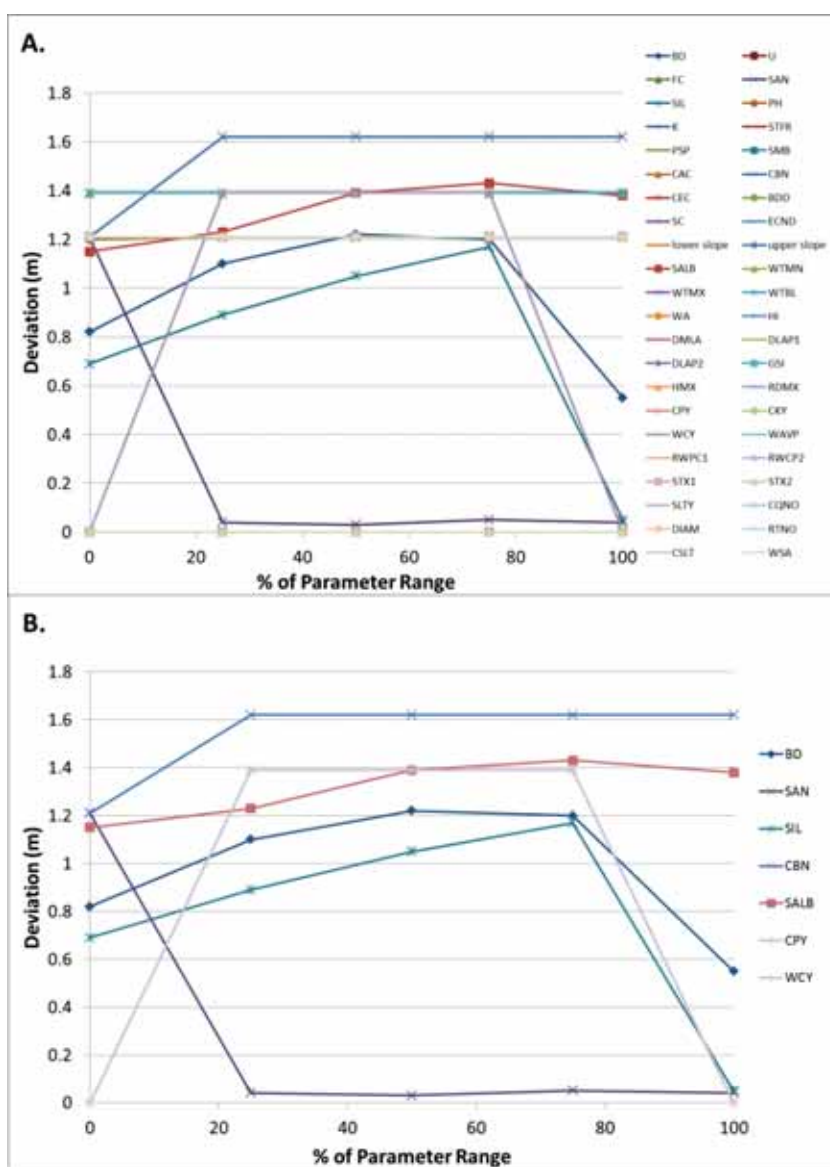 A.
BD U
FC SAN
SIL PH
K STFR
PSP SMB
CAC CBN
CEC BDD
SC ECND
lower slope upper slope
SALB WTMN
WTMX WTBL
WA HI
DMLA DLAP1
DLAP2 GSI
HMX RDMX
CPY CKY
WCY WAVP
RWPC1 RWCP2
STX1 STX2
SLTY CQNO
DIAM RTNO
CSLT WSA
1.8
1.6
1.4
1.2
1
0.8
0.6
0.4
0.2
0
Deviation (m)
0 20 40 60 80 100
% of Parameter Range
B.
1.8
1.6
1.4
1.2
1
0.8
0.6
0.4
0.2
0
Deviation (m)
BD
SAN
SIL
CBN
SALB
CPY
WCY
0 20 40 60 80 100
% of Parameter Range